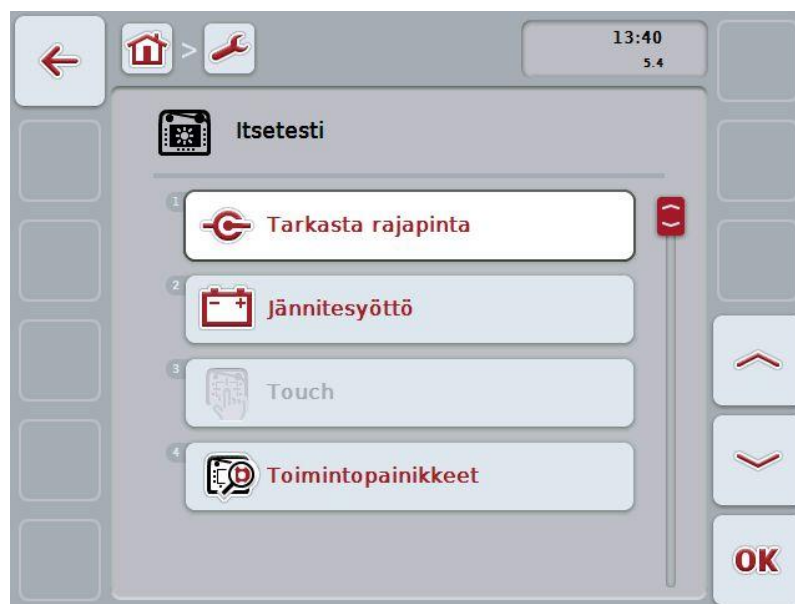 >
13:40
5.4
Itsetesti
1
Tarkasta rajapinta
2
Jännitesyöttö
3
Touch
4
Toimintopainikkeet
OK